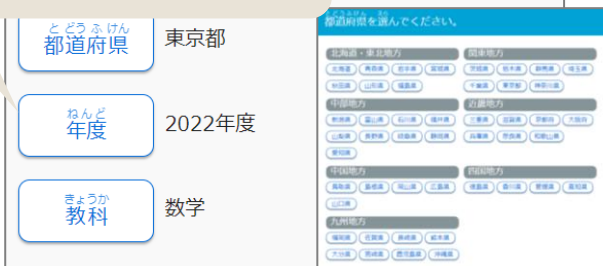 とどうふけん
都道府県
東京都
ねんど
年度
2022年度
きょうか
教科
数学
都道府県を選んでください。
北海道・東北地方
北海道 青森県 岩手県 宮城県
秋田県 山形県 福島県
関東地方
茨城県 栃木県 群馬県 埼玉県
千葉県 東京都 神奈川県
中部地方
新潟県 富山県 石川県 福井県
山梨県 長野県 岐阜県 静岡県
愛知県
近畿地方
三重県 滋賀県 京都府 大阪府
兵庫県 奈良県 和歌山県
中国地方
鳥取県 島根県 岡山県 広島県
山口県
四国地方
徳島県 香川県 愛媛県 高知県
九州地方
福岡県 佐賀県 長崎県 熊本県
大分県 宮崎県 鹿児島県 沖縄県